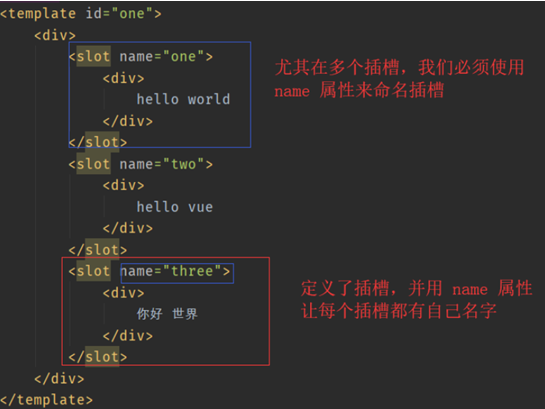 <template id="one">
<div>
<slot name="one">
<div>
hello world
</div>
</slot>
<slot name="two">
<div>
hello vue
</div>
</slot>
<slot name="three">
<div>
你好 世界
</div>
</slot>
</div>
</template>
尤其在多个插槽，我们必须使用
name 属性来命名插槽
定义了插槽，并用 name 属性
让每个插槽都有自己名字